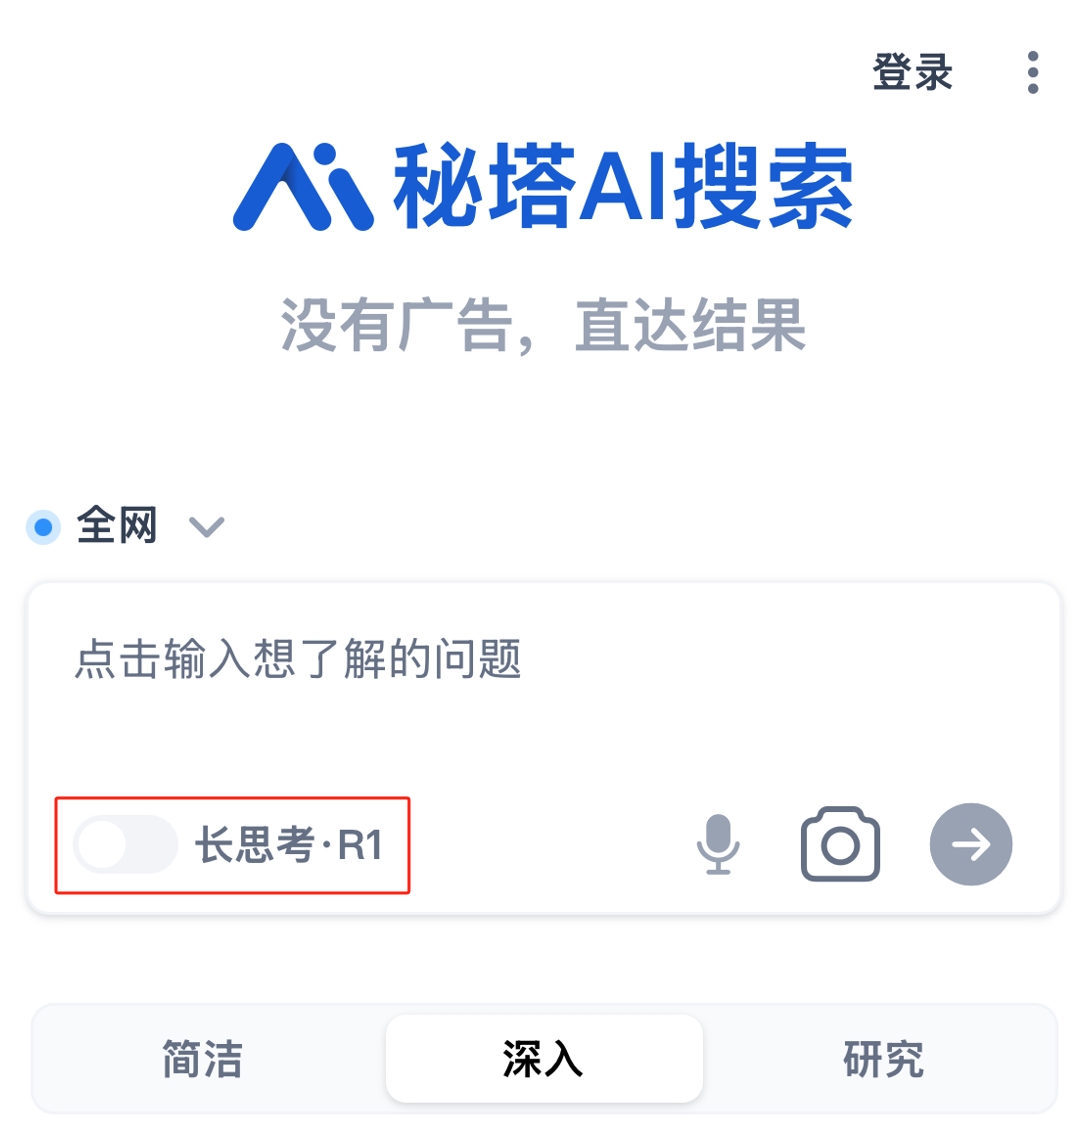 登录
秘塔AI搜索
没有广告，直达结果
全网
点击输入想了解的问题
长思考·R1
简洁 深入 研究